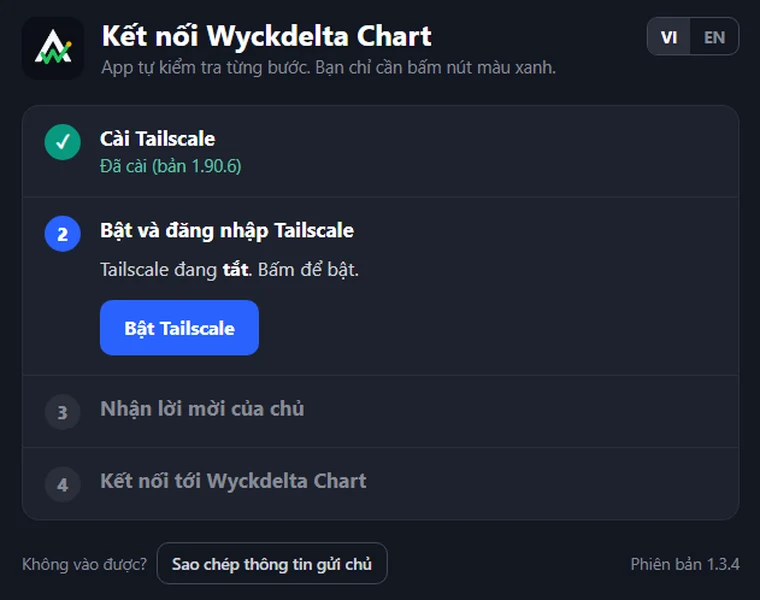 Kết nối Wyckdelta Chart
VI EN
App tự kiểm tra từng bước. Bạn chỉ cần bấm nút màu xanh.
Cài Tailscale
Đã cài (bản 1.90.6)
2 Bật và đăng nhập Tailscale
Tailscale đang tắt. Bấm để bật.
Bật Tailscale
3 Nhận lời mời của chủ
4 Kết nối tới Wyckdelta Chart
Không vào được? Sao chép thông tin gửi chủ Phiên bản 1.3.4